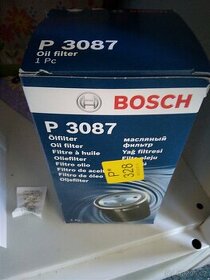 P 3087
Oil filter
1 Pc
BOSCH
P 3087
Ölfilter
Oil filter
Filtre à huile
Oliefilter
Filtro olio
Filtro de aceite
Filtro de óleo
Oljefilter
масляный
фильтр
Yağ filtresi
Filtr oleju
P*
328